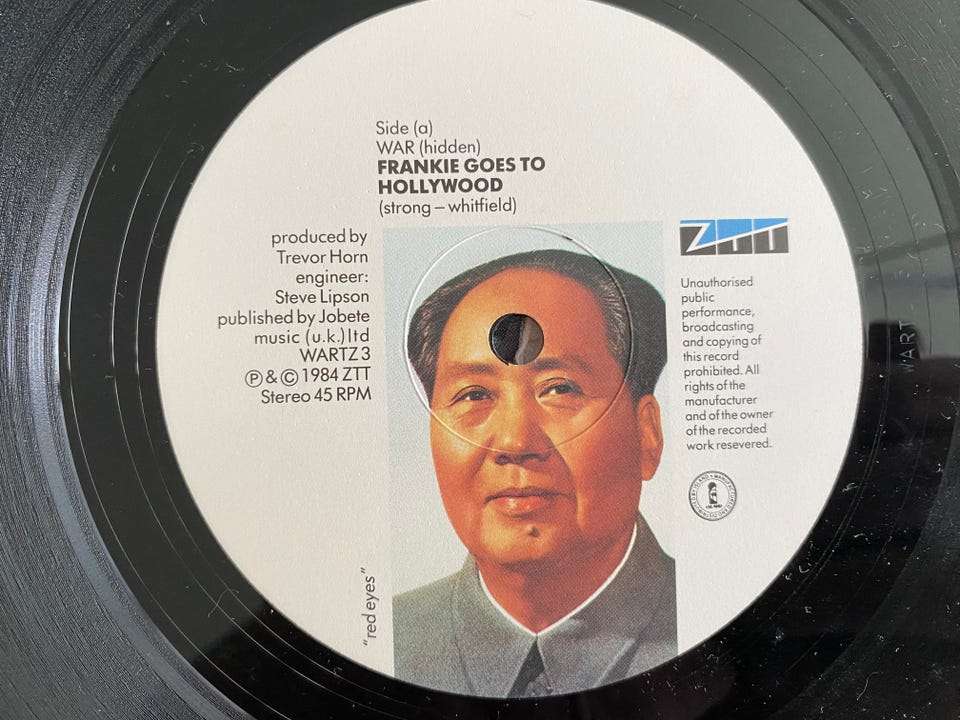 Side (a)
WAR (hidden)
FRANKIE GOES TO
HOLLYWOOD
(strong – whitfield)
produced by
Trevor Horn
engineer:
Steve Lipson
published by Jobete
music (u.k.) ltd
WARTZ 3
Ⓟ & © 1984 ZTT
Stereo 45 RPM
"red eyes"
ZTT
Unauthorised
public
performance,
broadcasting
and copying of
this record
prohibited. All
rights of the
manufacturer
and of the owner
of the recorded
work resevered.
WART